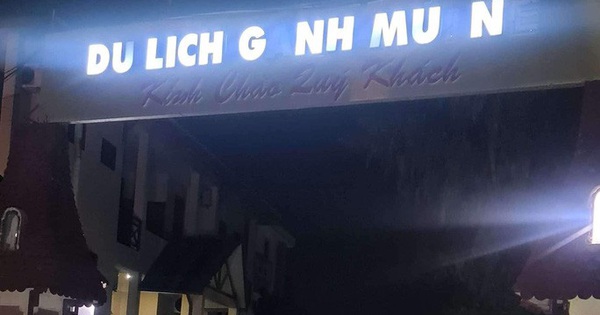 DU LICH G NH MU N
Kính Chào Quý Khách